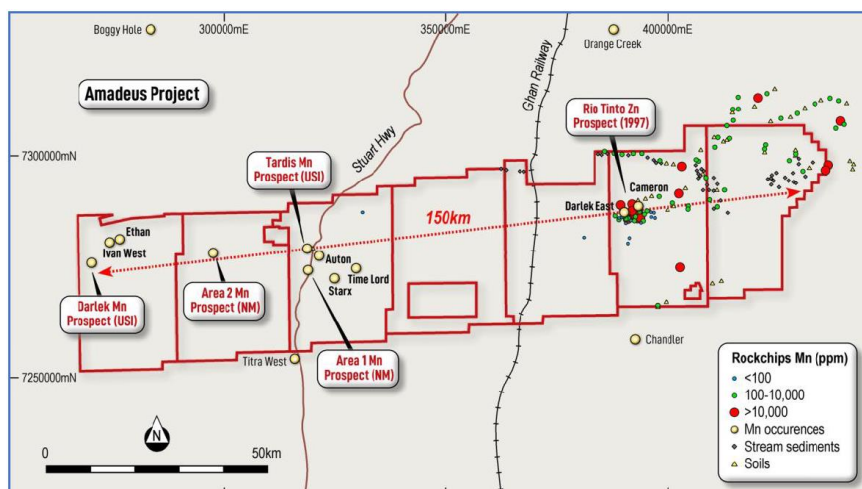 300000mE
350000mE
400000mE
Boggy Hole
Orange Creek
Amadeus Project
Stuart Hwy
Ghan Railway
Rio Tinto Zn
Prospect (1997)
7300000mN
Tardis Mn
Prospect (USI)
Cameron
Darlek East
150km
Ethan
Ivan West
Auton
Time Lord
Starx
Darlek Mn
Prospect (USI)
Area 2 Mn
Prospect (NM)
Area 1 Mn
Prospect (NM)
Titra West
Chandler
7250000mN
N
0
50km
Rockchips Mn (ppm)
<100
100-10,000
>10,000
Mn occurences
Stream sediments
Soils